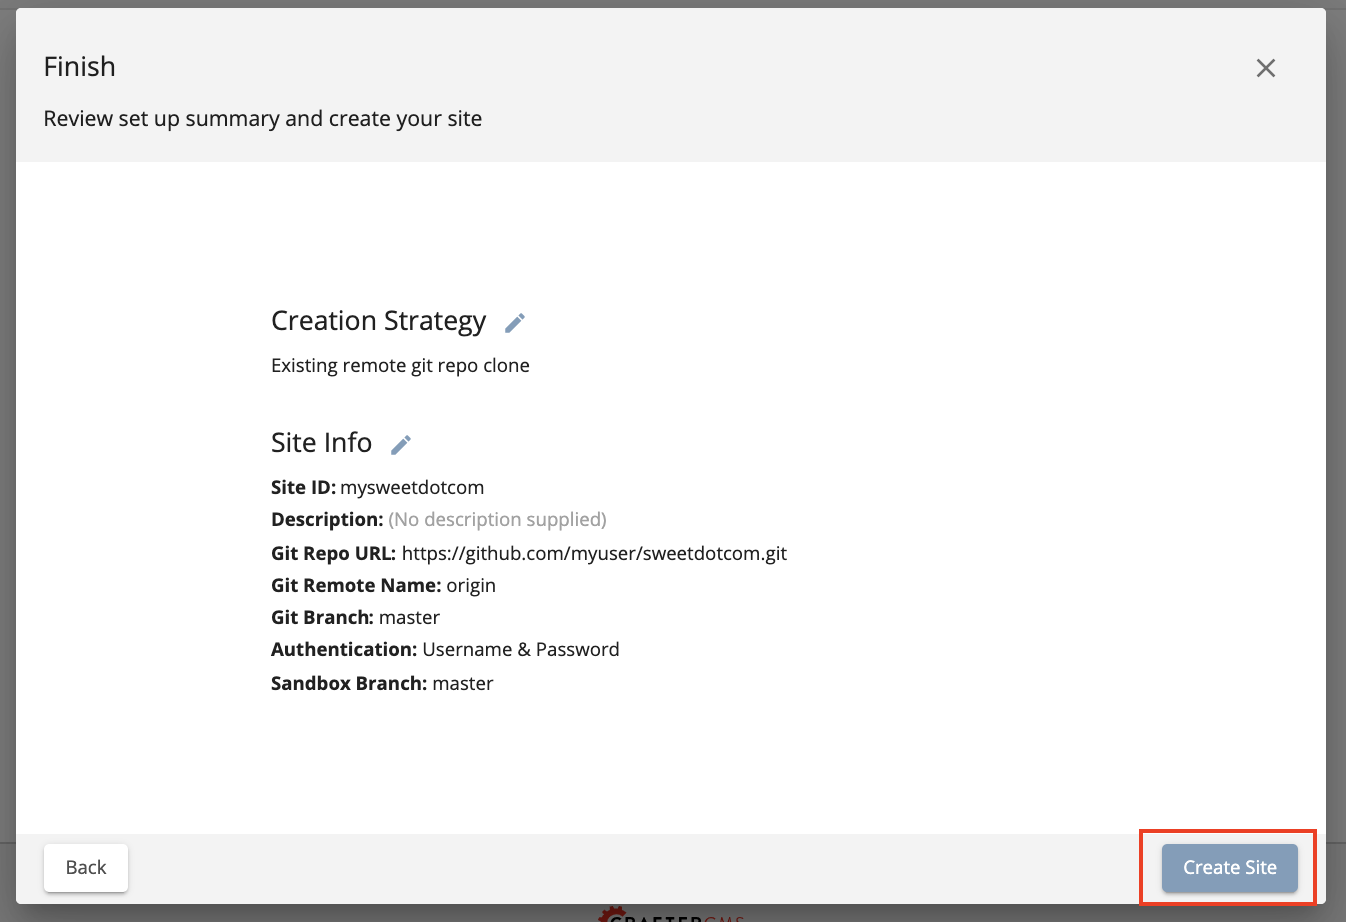 Finish
Review set up summary and create your site
Creation Strategy
Existing remote git repo clone
Site Info
Site ID: mysweetdotcom
Description: (No description supplied)
Git Repo URL: https://github.com/myuser/sweetdotcom.git
Git Remote Name: origin
Git Branch: master
Authentication: Username & Password
Sandbox Branch: master
Back
Create Site
CRAFTERCMS